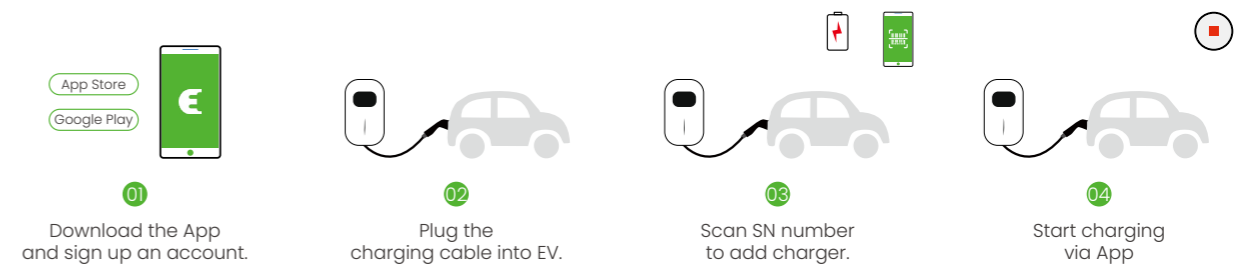 App Store
Google Play
01
Download the App
and sign up an account.
02
Plug the
charging cable into EV.
03
Scan SN number
to add charger.
04
Start charging
via App